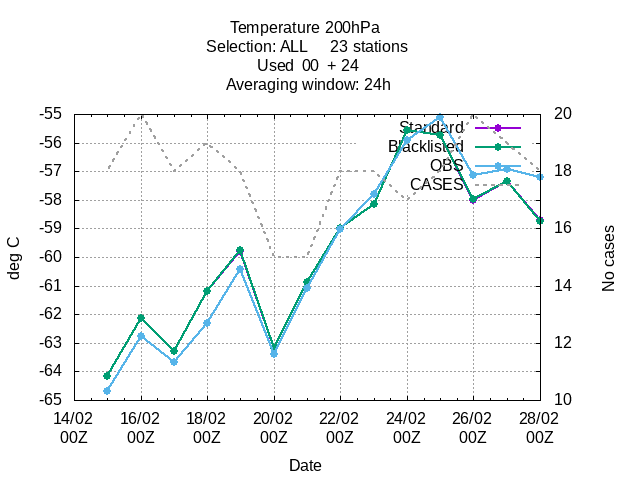 Temperature 200hPa
Selection: ALL 23 stations
Used 00 + 24
Averaging window: 24h
-55
-56
-57
-58
-59
-60
-61
-62
-63
-64
-65
deg C
20
18
16
14
12
10
No cases
Standard
Blacklisted
OBS
CASES
14/02 16/02 18/02 20/02 22/02 24/02 26/02 28/02
00Z 00Z 00Z 00Z 00Z 00Z 00Z 00Z
Date